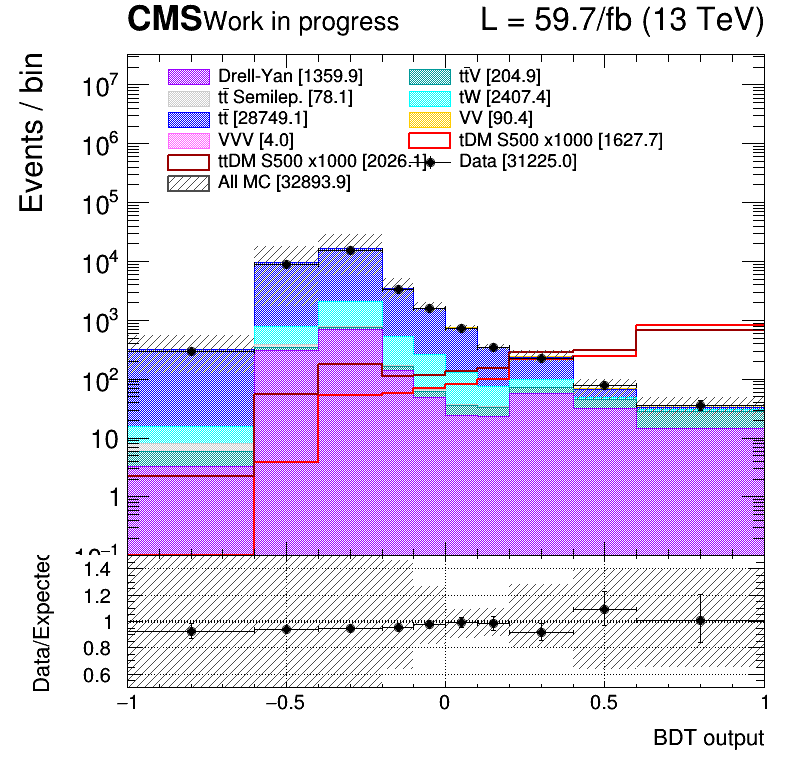 CMS Work in progress L = 59.7/fb (13 TeV)
Events / bin
Drell-Yan [1359.9] tt̄V [204.9]
tt̄ Semilep. [78.1] tW [2407.4]
tt̄ [28749.1] VV [90.4]
VVV [4.0] tDM S500 x1000 [1627.7]
ttDM S500 x1000 [2026.1] Data [31225.0]
All MC [32893.9]
10⁷
10⁶
10⁵
10⁴
10³
10²
10
1
10⁻¹
Data/Expected
1.4
1.2
1
0.8
0.6
−1 −0.5 0 0.5 1
BDT output